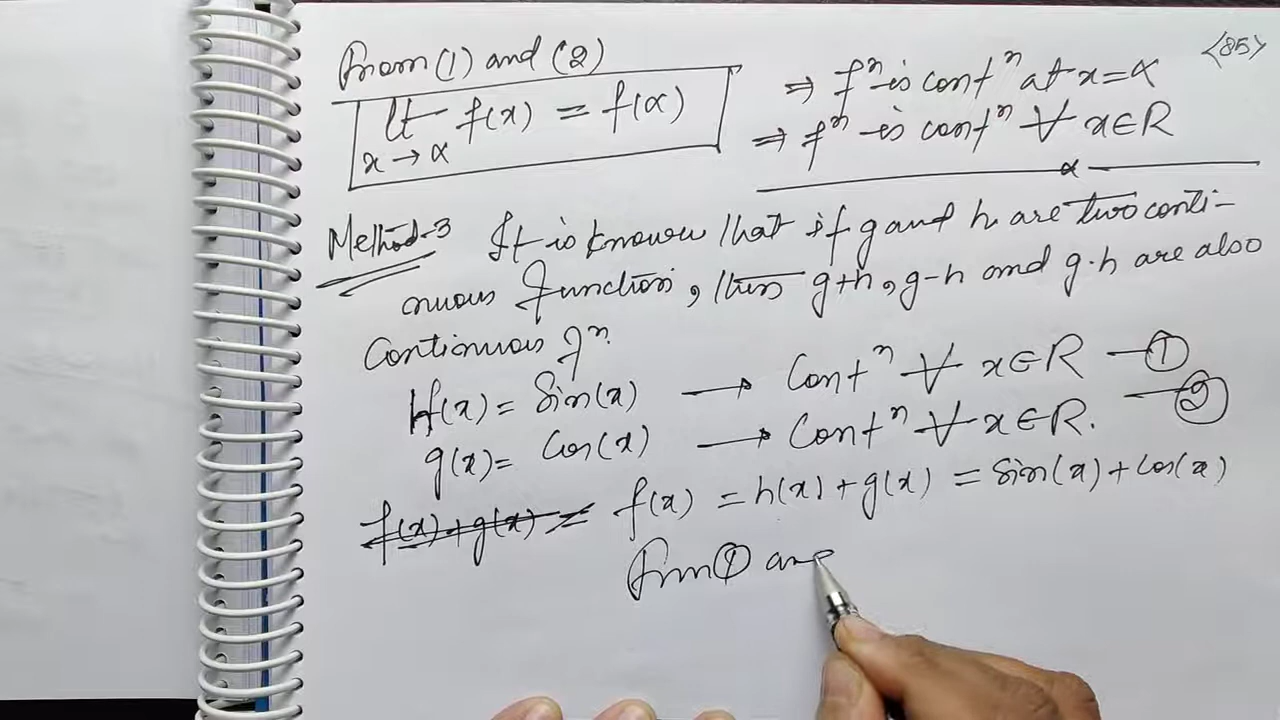 <85>
From (1) and (2)
lt f(x) = f(α)
x → α
⇒ fⁿ is contⁿ at x=α
⇒ fⁿ is contⁿ ∀ x∈R
Method-3 It is known that if g and h are two conti-
nuous function, then g+h, g-h and g.h are also
continuous fⁿ.
h(x) = Sin(x) → Contⁿ ∀ x∈R —①
g(x) = Cos(x) → Contⁿ ∀ x∈R. —②
f(x)+g(x) = f(x) = h(x)+g(x) = Sin(x)+Cos(x)
From ① an